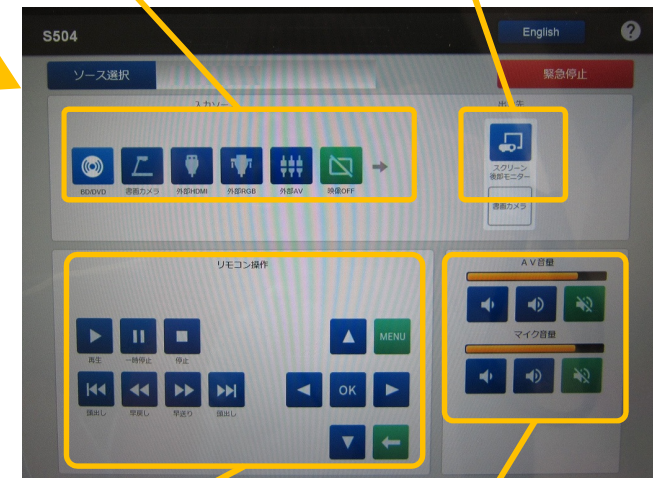 S504
English
?
ソース選択
緊急停止
入力ソー
BD/DVD
書画カメラ
外部HDMI
外部RGB
外部AV
映像OFF
スクリーン
後部モニター
書画カメラ
リモコン操作
再生
一時停止
停止
MENU
頭出し
早戻し
早送り
頭出し
OK
AV音量
マイク音量